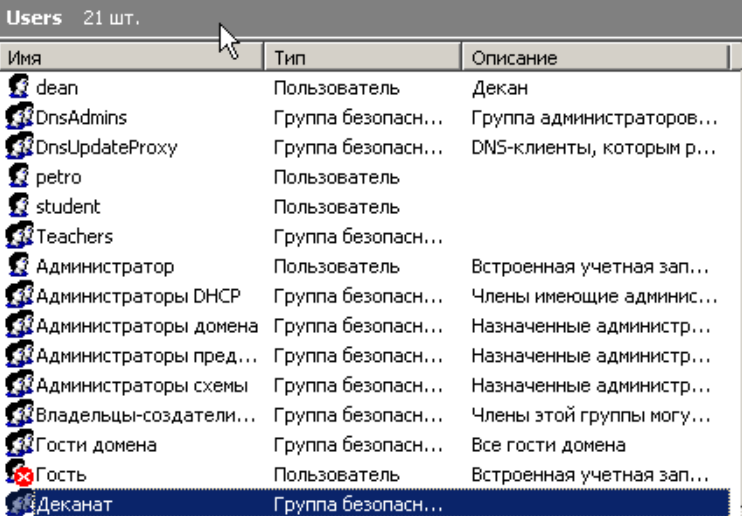 Users 21 шт.
Имя Тип Описание
dean Пользователь Декан
DnsAdmins Группа безопасн... Группа администраторов...
DnsUpdateProxy Группа безопасн... DNS-клиенты, которым р...
petro Пользователь
student Пользователь
Teachers Группа безопасн...
Администратор Пользователь Встроенная учетная зап...
Администраторы DHCP Группа безопасн... Члены имеющие админис...
Администраторы домена Группа безопасн... Назначенные администр...
Администраторы пред... Группа безопасн... Назначенные администр...
Администраторы схемы Группа безопасн... Назначенные администр...
Владельцы-создатели... Группа безопасн... Члены этой группы могу...
Гости домена Группа безопасн... Все гости домена
Гость Пользователь Встроенная учетная зап...
Деканат Группа безопасн...